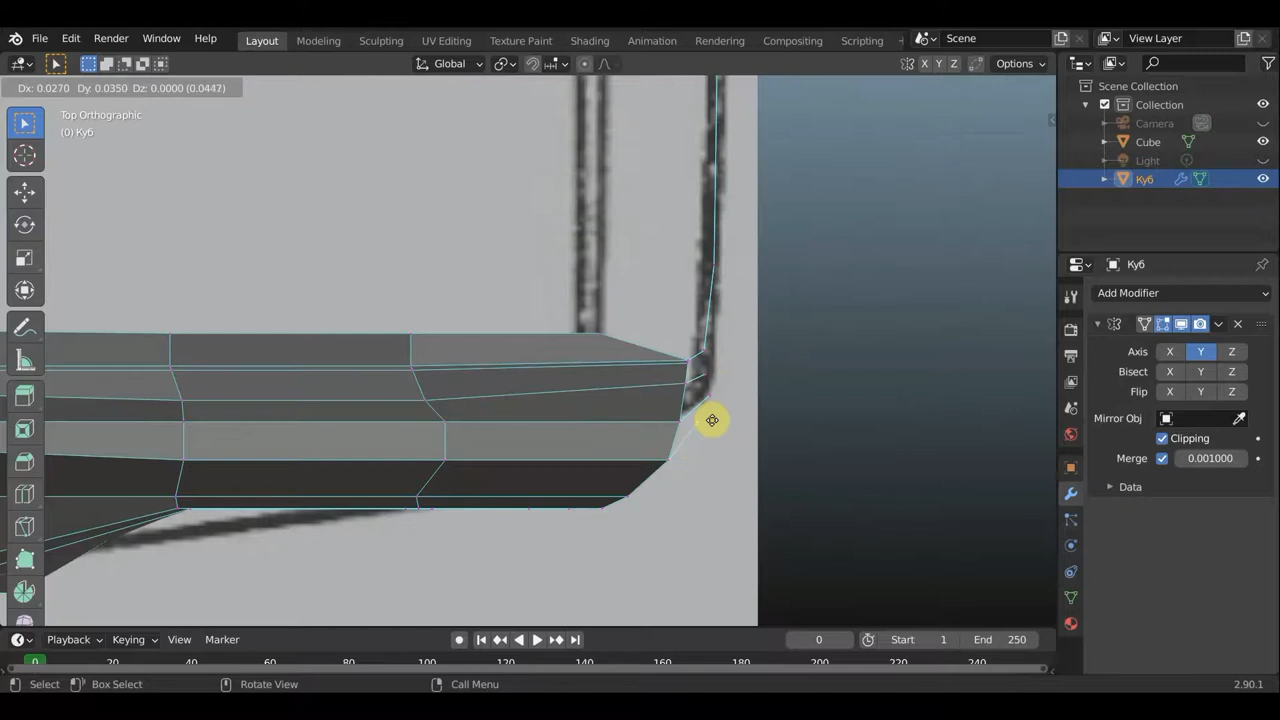 File Edit Render Window Help Layout Modeling Sculpting UV Editing Texture Paint Shading Animation Rendering Compositing Scripting + Scene View Layer
Global Options X Y Z
Dx: 0.0270 Dy: 0.0350 Dz: 0.0000 (0.0447)
Top Orthographic
(0) Куб
Scene Collection
Collection
Camera
Cube
Light
Куб
Куб
Add Modifier
Axis X Y Z
Bisect X Y Z
Flip X Y Z
Mirror Obj
Clipping
Merge 0.001000
Data
Playback Keying View Marker 0 Start 1 End 250
0 20 40 60 80 100 120 140 160 180 200 220 240
Select Box Select Rotate View Call Menu 2.90.1